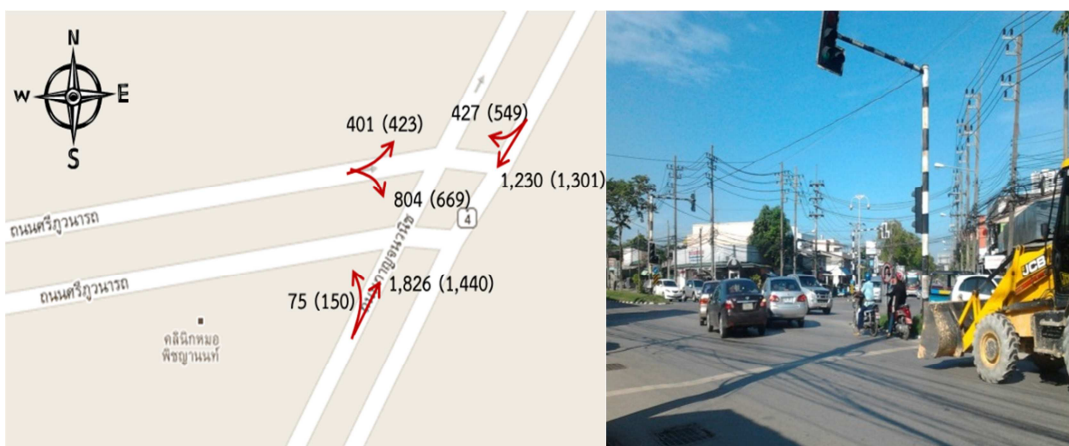 N
W
E
S
401 (423)
427 (549)
1,230 (1,301)
804 (669)
4
ถนนศรีภูวนารถ
ถนนศรีภูวนารถ
75 (150)
1,826 (1,440)
คลินิกหมอ
พิชญานนท์
JCB